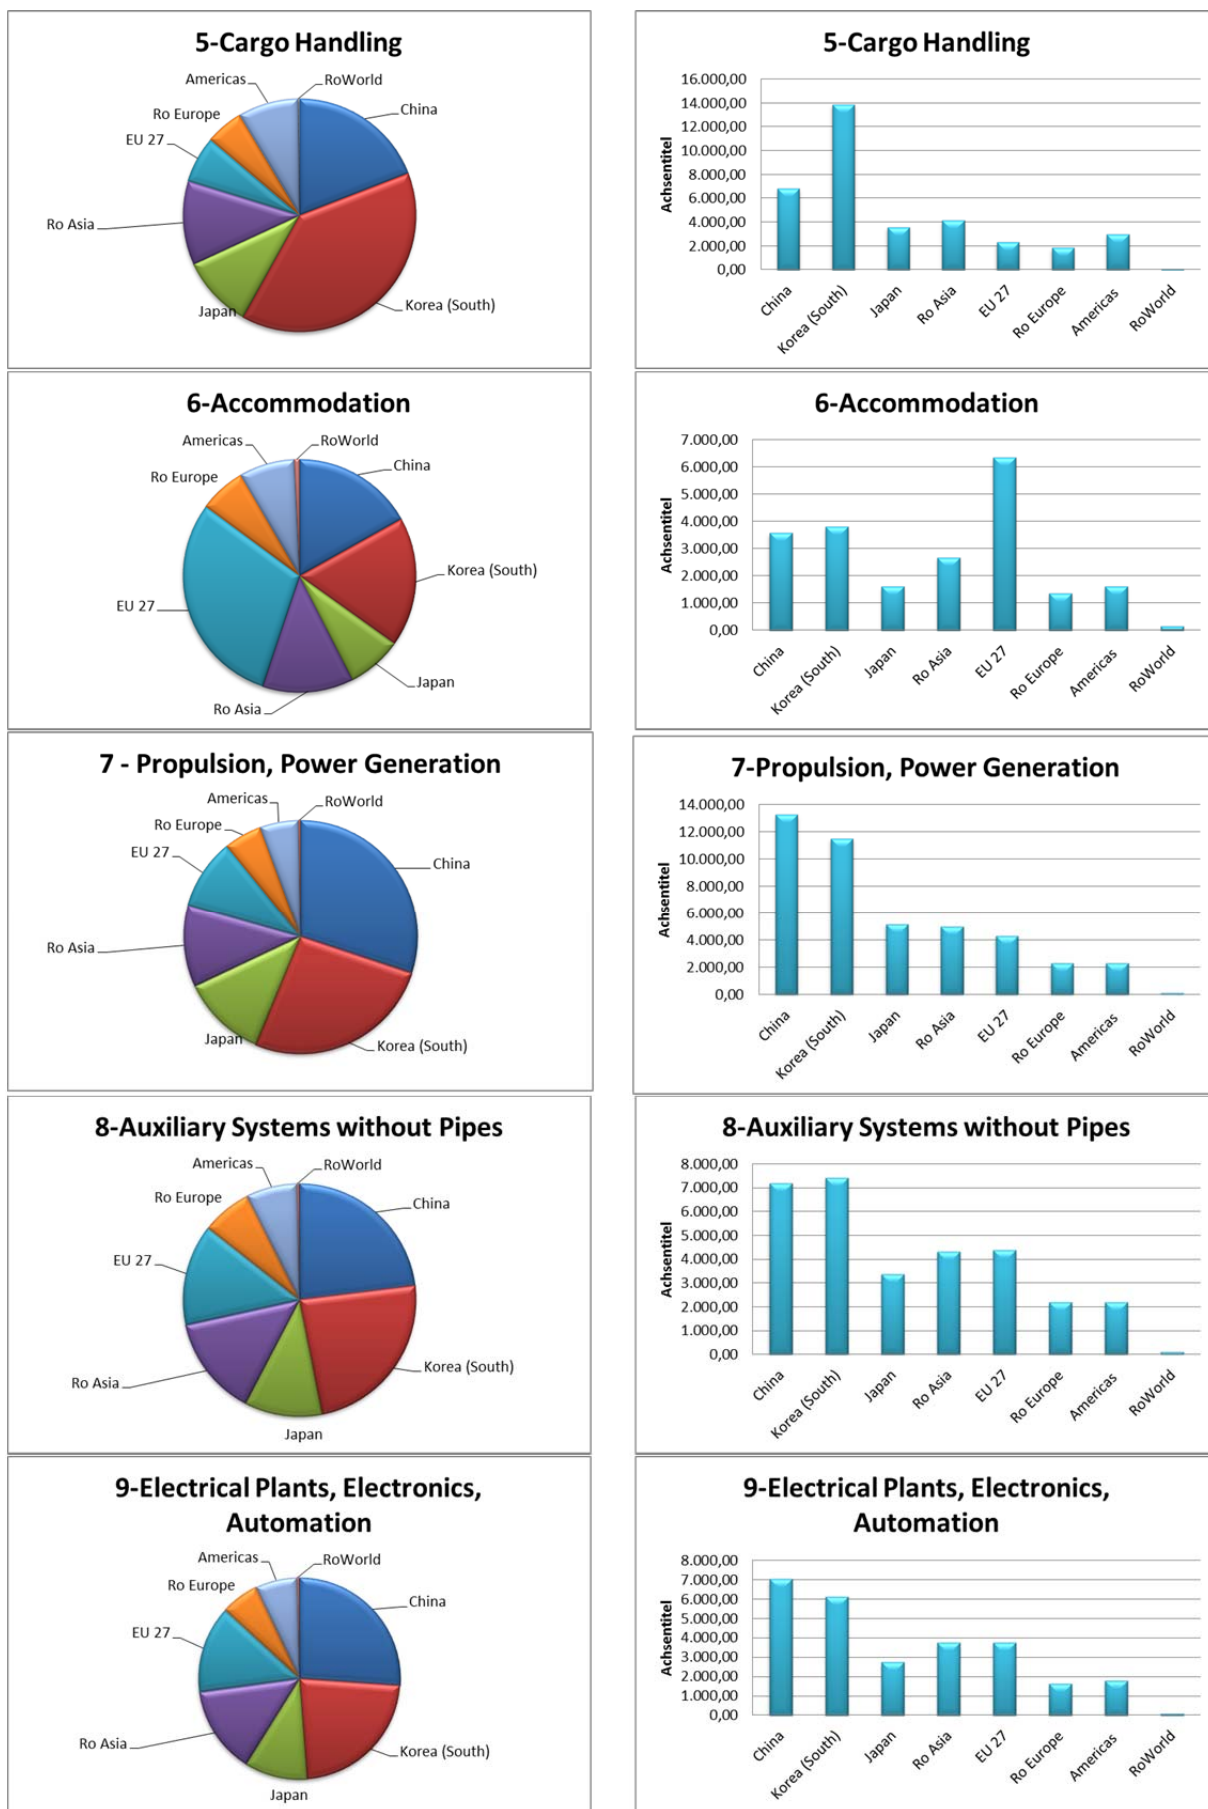 5-Cargo Handling
Americas
RoWorld
China
Ro Europe
EU 27
Ro Asia
Japan
Korea (South)
5-Cargo Handling
Achsentitel
16.000,00
14.000,00
12.000,00
10.000,00
8.000,00
6.000,00
4.000,00
2.000,00
0,00
China
Korea (South)
Japan
Ro Asia
EU 27
Ro Europe
Americas
RoWorld
6-Accommodation
Americas
RoWorld
China
Ro Europe
Korea (South)
EU 27
Japan
Ro Asia
6-Accommodation
Achsentitel
7.000,00
6.000,00
5.000,00
4.000,00
3.000,00
2.000,00
1.000,00
0,00
China
Korea (South)
Japan
Ro Asia
EU 27
Ro Europe
Americas
RoWorld
7 - Propulsion, Power Generation
Americas
RoWorld
Ro Europe
EU 27
China
Ro Asia
Japan
Korea (South)
7-Propulsion, Power Generation
Achsentitel
14.000,00
12.000,00
10.000,00
8.000,00
6.000,00
4.000,00
2.000,00
0,00
China
Korea (South)
Japan
Ro Asia
EU 27
Ro Europe
Americas
RoWorld
8-Auxiliary Systems without Pipes
Americas
RoWorld
Ro Europe
China
EU 27
Korea (South)
Ro Asia
Japan
8-Auxiliary Systems without Pipes
Achsentitel
8.000,00
7.000,00
6.000,00
5.000,00
4.000,00
3.000,00
2.000,00
1.000,00
0,00
China
Korea (South)
Japan
Ro Asia
EU 27
Ro Europe
Americas
RoWorld
9-Electrical Plants, Electronics,
Automation
Americas
RoWorld
Ro Europe
China
EU 27
Ro Asia
Korea (South)
Japan
9-Electrical Plants, Electronics,
Automation
Achsentitel
8.000,00
7.000,00
6.000,00
5.000,00
4.000,00
3.000,00
2.000,00
1.000,00
0,00
China
Korea (South)
Japan
Ro Asia
EU 27
Ro Europe
Americas
RoWorld